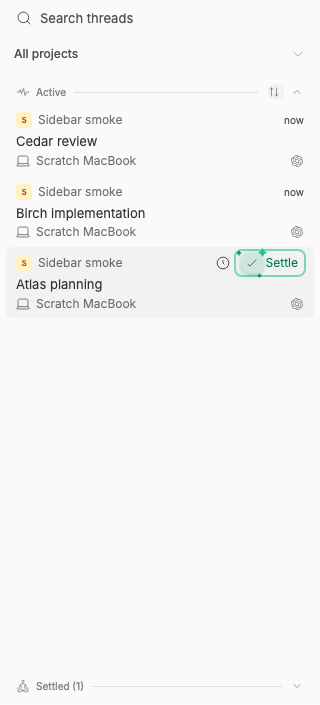 Search threads
All projects
Active
S Sidebar smoke now
Cedar review
Scratch MacBook
S Sidebar smoke now
Birch implementation
Scratch MacBook
S Sidebar smoke Settle
Atlas planning
Scratch MacBook
Settled (1)